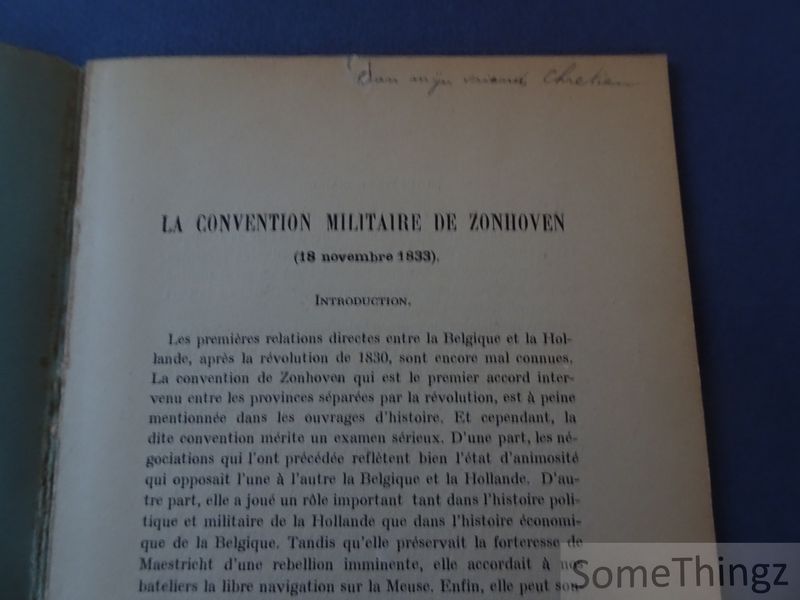 aan mijn vriend Chretien
LA CONVENTION MILITAIRE DE ZONHOVEN
(18 novembre 1833).
INTRODUCTION.
Les premières relations directes entre la Belgique et la Hol-
lande, après la révolution de 1830, sont encore mal connues.
La convention de Zonhoven qui est le premier accord inter-
venu entre les provinces séparées par la révolution, est à peine
mentionnée dans les ouvrages d'histoire. Et cependant, la
dite convention mérite un examen sérieux. D'une part, les né-
gociations qui l'ont précédée reflètent bien l'état d'animosité
qui opposait l'une à l'autre la Belgique et la Hollande. D'au-
tre part, elle a joué un rôle important tant dans l'histoire poli-
tique et militaire de la Hollande que dans l'histoire économi-
que de la Belgique. Tandis qu'elle préservait la forteresse de
Maestricht d'une rebellion imminente, elle accordait à nos
bateliers la libre navigation sur la Meuse. Enfin, elle peut
SomeThingz